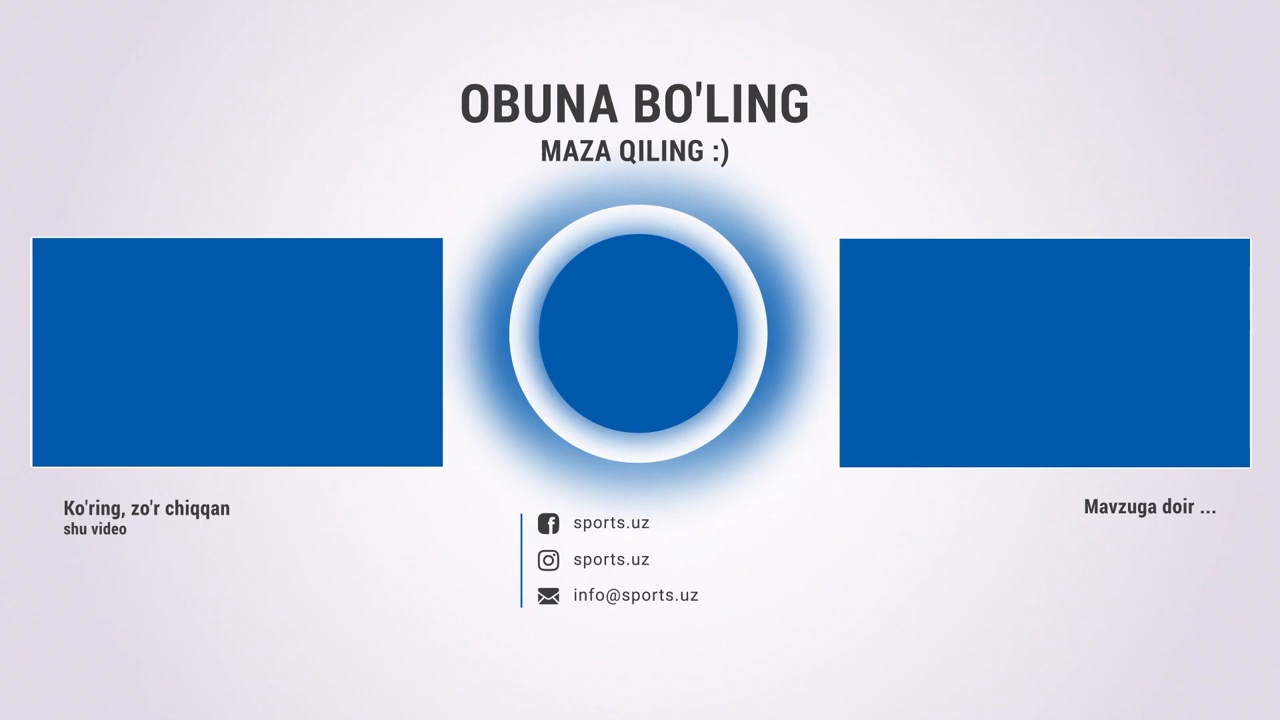 OBUNA BO'LING
MAZA QILING :)
Ko'ring, zo'r chiqqan
shu video
Mavzuga doir ...
sports.uz
sports.uz
info@sports.uz